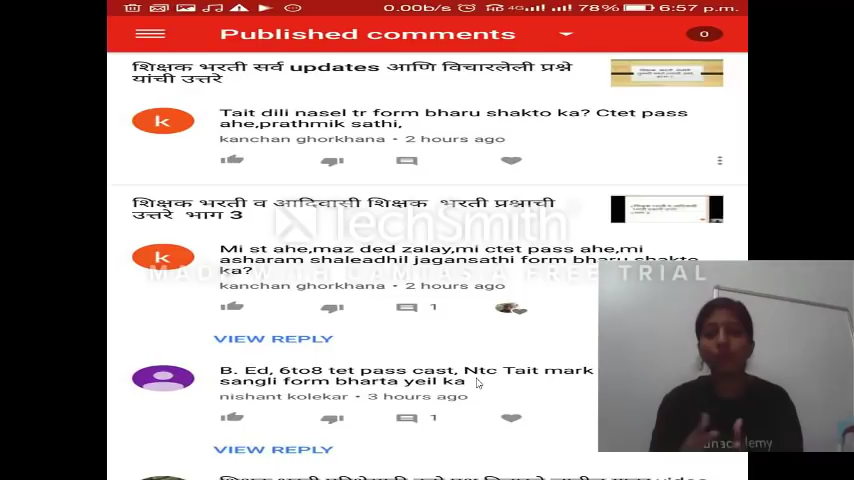 0.00b/s 4G 78% 6:57 p.m.
Published comments
0
शिक्षक भरती सर्व updates आणि विचारलेली प्रश्ने
यांची उत्तरे
k
Tait dili nasel tr form bharu shakto ka? Ctet pass
ahe,prathmik sathi,
kanchan ghorkhana • 2 hours ago
शिक्षक भरती व आदिवासी शिक्षक भरती प्रश्नाची
उत्तरे भाग 3
TechSmith
k
Mi st ahe,maz ded zalay,mi ctet pass ahe,mi
asharam shaleadhil jagansathi form bharu shakto
ka?
MADE WITH CAMTASIA FREE TRIAL
kanchan ghorkhana • 2 hours ago
1
VIEW REPLY
B. Ed, 6to8 tet pass cast, Ntc Tait mark
sangli form bharta yeil ka
nishant kolekar • 3 hours ago
1
VIEW REPLY
unacademy